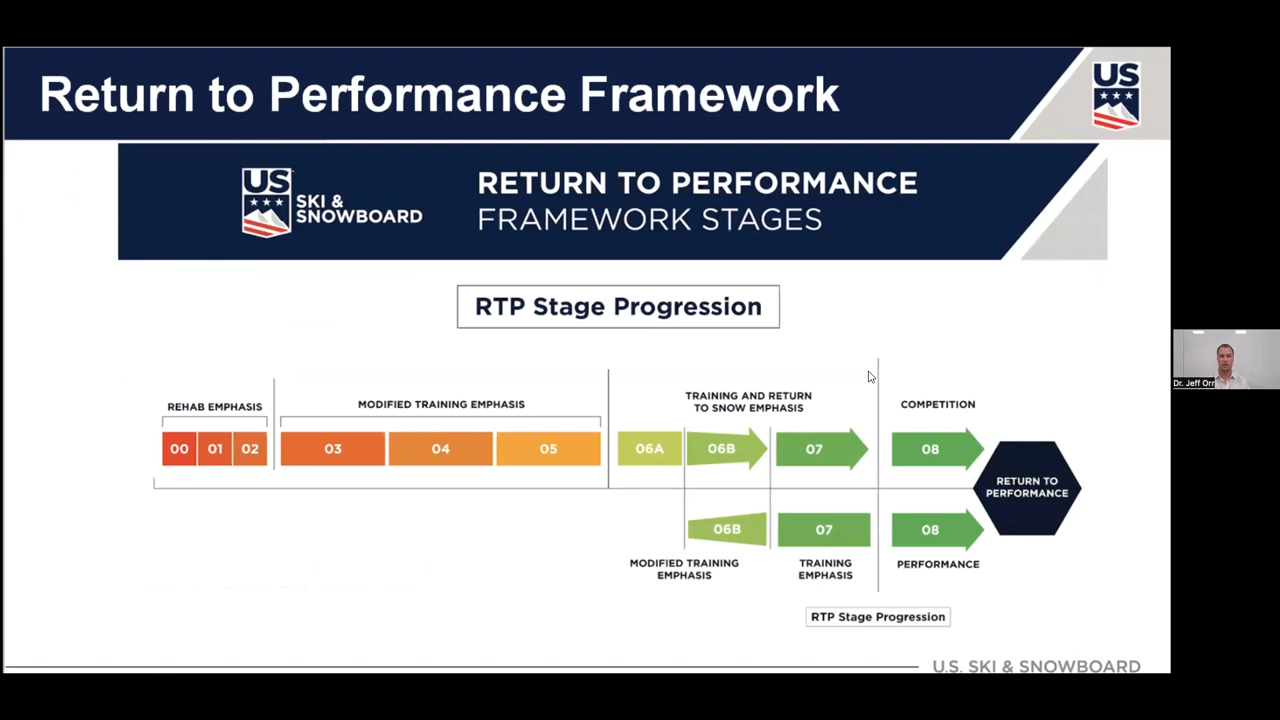 Return to Performance Framework
US
US
SKI &
SNOWBOARD
RETURN TO PERFORMANCE
FRAMEWORK STAGES
RTP Stage Progression
REHAB EMPHASIS
MODIFIED TRAINING EMPHASIS
TRAINING AND RETURN
TO SNOW EMPHASIS
COMPETITION
00
01
02
03
04
05
06A
06B
07
08
RETURN TO
PERFORMANCE
06B
07
08
MODIFIED TRAINING
EMPHASIS
TRAINING
EMPHASIS
PERFORMANCE
RTP Stage Progression
U.S. SKI & SNOWBOARD
Dr. Jeff Orr